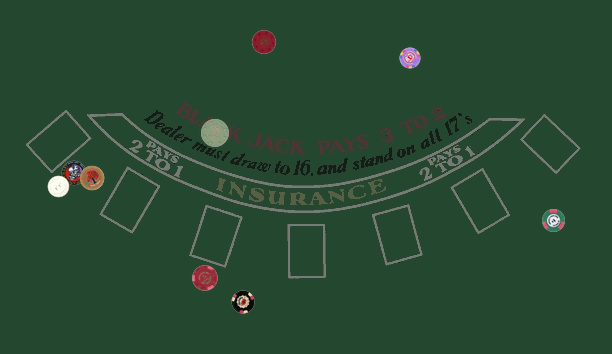 BLACK JACK PAYS 3 TO
Dealer must draw to 16, and stand on all 17's
PAYS
2 TO 1
INSURANCE
PAYS
2 TO 1